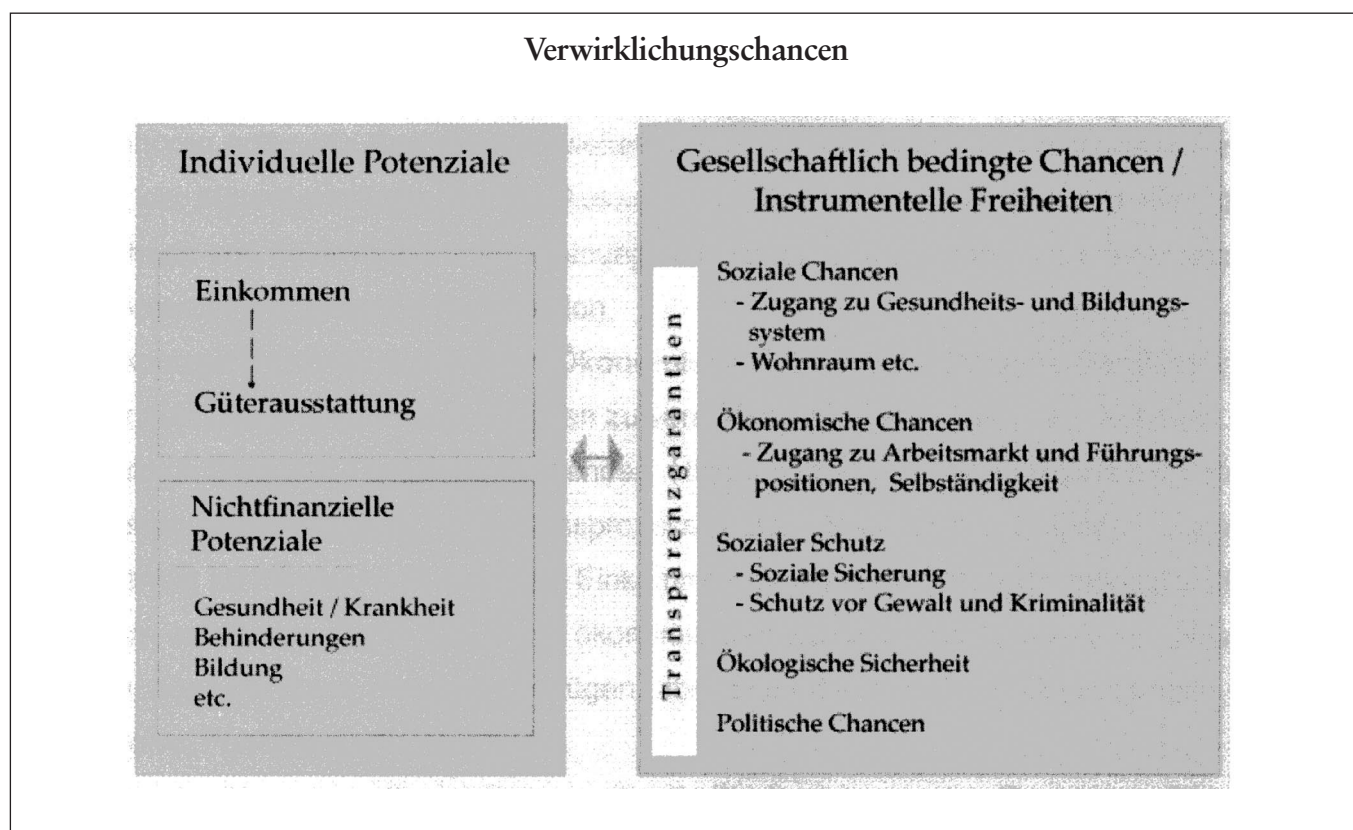 Verwirklichungschancen
Individuelle Potenziale
Einkommen
Güterausstattung
Nichtfinanzielle
Potenziale
Gesundheit / Krankheit
Behinderungen
Bildung
etc.
Gesellschaftlich bedingte Chancen /
Instrumentelle Freiheiten
Transparenzgarantien
Soziale Chancen
- Zugang zu Gesundheits- und Bildungs-
system
- Wohnraum etc.
Ökonomische Chancen
- Zugang zu Arbeitsmarkt und Führungs-
positionen, Selbständigkeit
Sozialer Schutz
- Soziale Sicherung
- Schutz vor Gewalt und Kriminalität
Ökologische Sicherheit
Politische Chancen